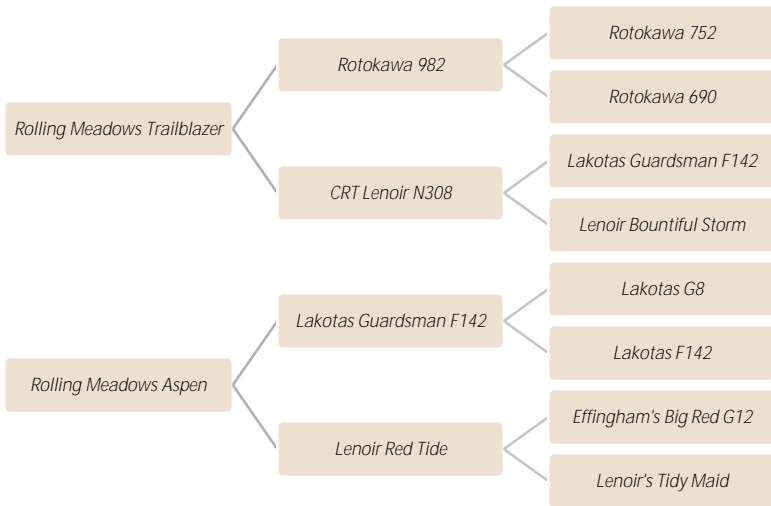 Rotokawa 752
Rotokawa 982
Rotokawa 690
Rolling Meadows Trailblazer
Lakotas Guardsman F142
CRT Lenoir N308
Lenoir Bountiful Storm
Lakotas G8
Lakotas Guardsman F142
Lakotas F142
Rolling Meadows Aspen
Effingham's Big Red G12
Lenoir Red Tide
Lenoir's Tidy Maid